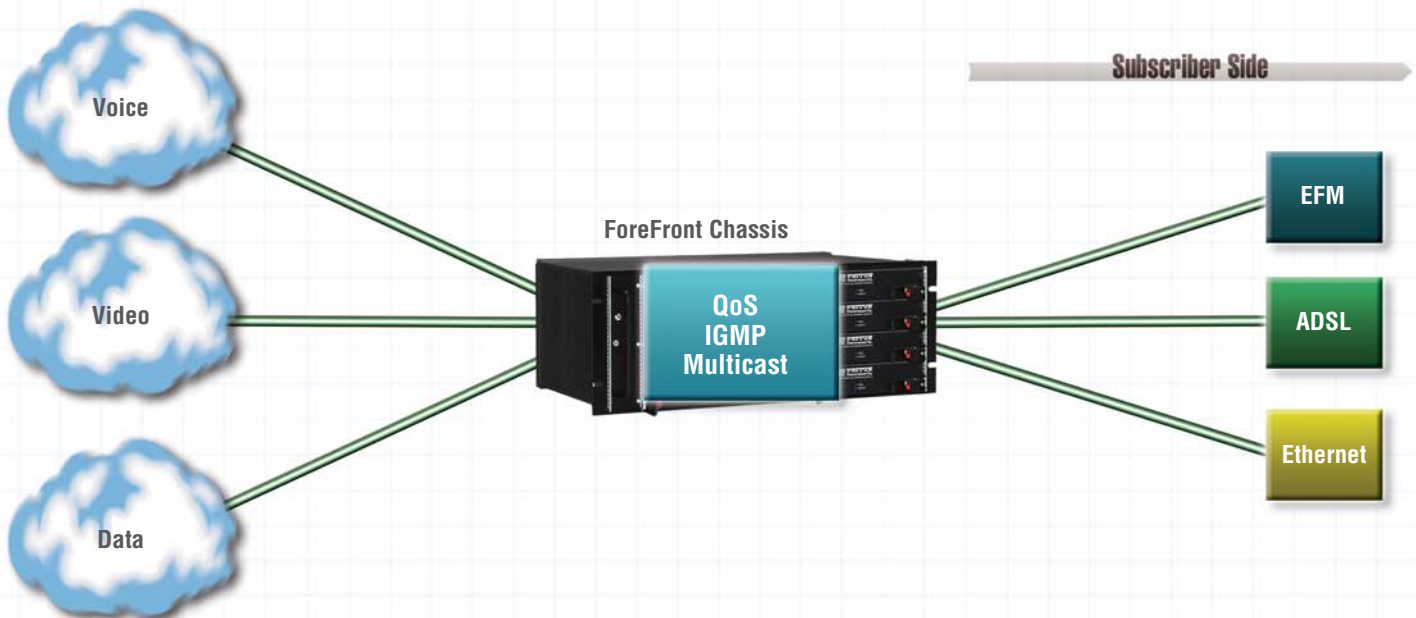 Subscriber Side
Voice
EFM
ForeFront Chassis
QoS
IGMP
Multicast
Video
ADSL
Ethernet
Data